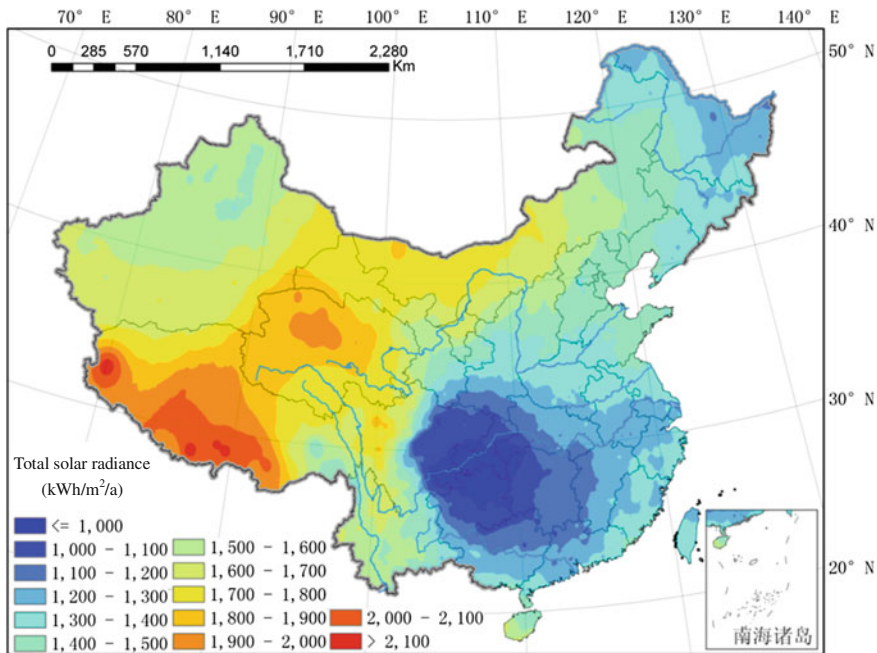 70° E 80° E 90° E 100° E 110° E 120° E 130° E 140° E
0 285 570 1,140 1,710 2,280
Km
50° N
40° N
30° N
20° N
Total solar radiance
(kWh/m²/a)
<= 1,000
1,000 - 1,100
1,100 - 1,200
1,200 - 1,300
1,300 - 1,400
1,400 - 1,500
1,500 - 1,600
1,600 - 1,700
1,700 - 1,800
1,800 - 1,900
1,900 - 2,000
2,000 - 2,100
> 2,100
南海诸岛